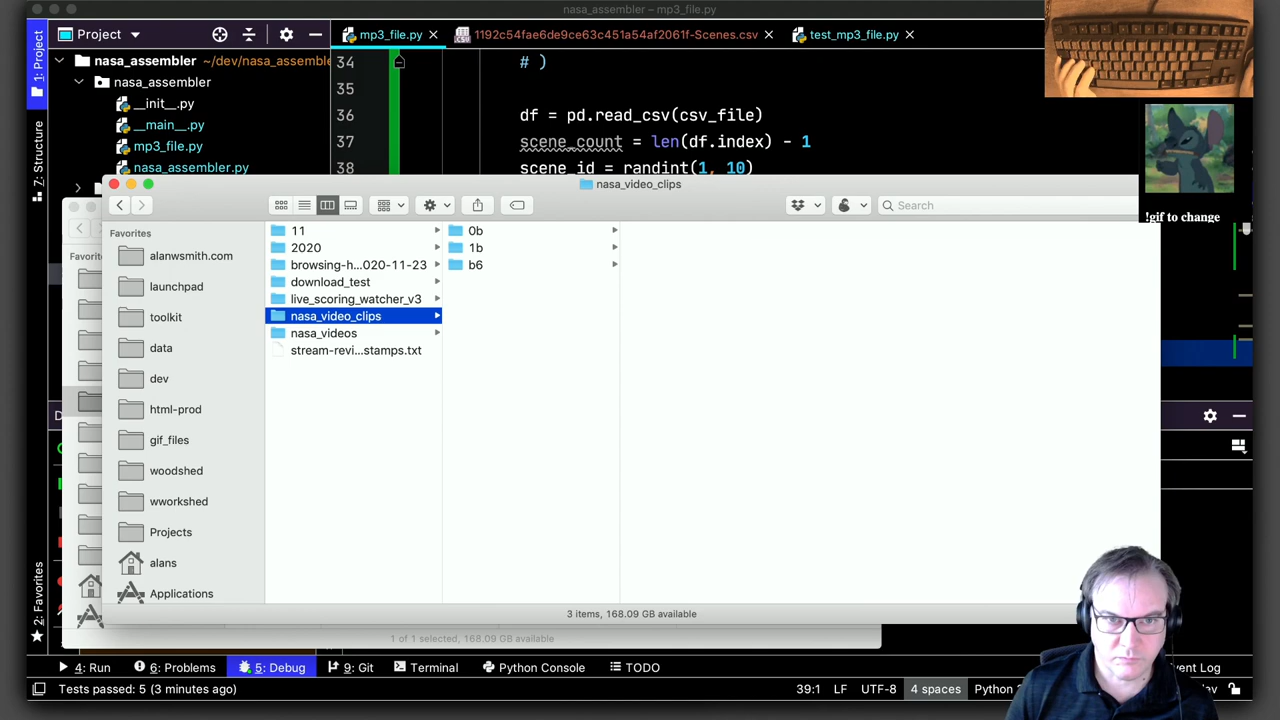 nasa_assembler – mp3_file.py
Project
mp3_file.py
1192c54fae6de9ce63c451a54af2061f-Scenes.csv
test_mp3_file.py
1: Project
7: Structure
2: Favorites
nasa_assembler ~/dev/nasa_assemble
nasa_assembler
__init__.py
__main__.py
mp3_file.py
nasa_assembler.py
34 # )
35
36 df = pd.read_csv(csv_file)
37 scene_count = len(df.index) - 1
38 scene_id = randint(1, 10)
!gif to change
nasa_video_clips
Search
Favorites
alanwsmith.com
launchpad
toolkit
data
dev
html-prod
gif_files
woodshed
wworkshed
Projects
alans
Applications
11
2020
browsing-h...020-11-23
download_test
live_scoring_watcher_v3
nasa_video_clips
nasa_videos
stream-revi...stamps.txt
0b
1b
b6
3 items, 168.09 GB available
Favorit
D
1 of 1 selected, 168.09 GB available
4: Run
6: Problems
5: Debug
9: Git
Terminal
Python Console
TODO
vent Log
Tests passed: 5 (3 minutes ago)
39:1
LF
UTF-8
4 spaces
Python
ev